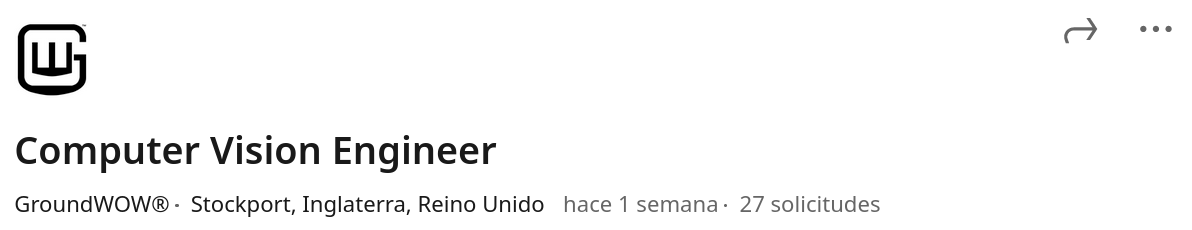 Computer Vision Engineer
GroundWOW® · Stockport, Inglaterra, Reino Unido hace 1 semana · 27 solicitudes